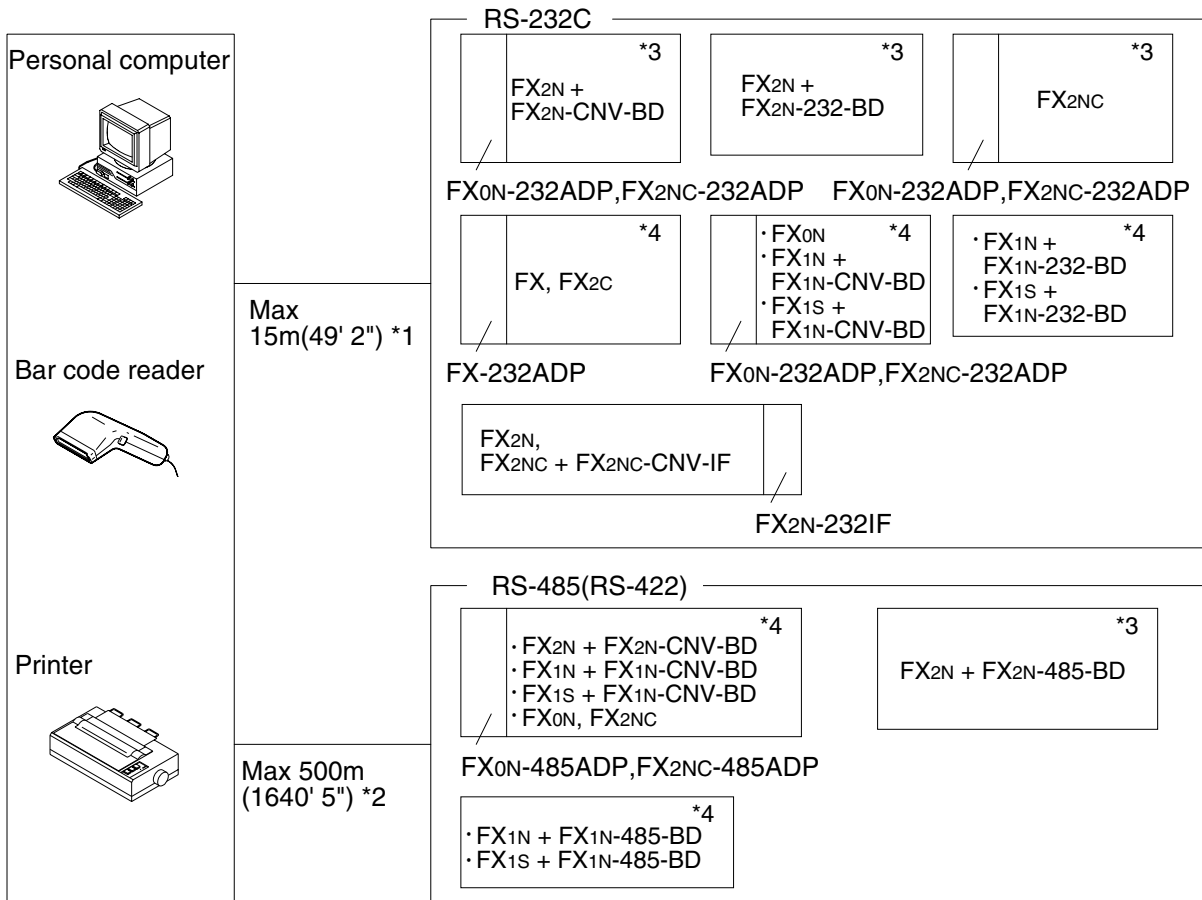 RS-232C
Personal computer
*3
FX2N +
FX2N-CNV-BD
*3
FX2N +
FX2N-232-BD
*3
FX2NC
FX0N-232ADP,FX2NC-232ADP
FX0N-232ADP,FX2NC-232ADP
*4
FX, FX2C
FX-232ADP
・FX0N *4
・FX1N +
FX1N-CNV-BD
・FX1S +
FX1N-CNV-BD
FX0N-232ADP,FX2NC-232ADP
・FX1N + *4
FX1N-232-BD
・FX1S +
FX1N-232-BD
Max
15m(49' 2") *1
Bar code reader
FX2N,
FX2NC + FX2NC-CNV-IF
FX2N-232IF
RS-485(RS-422)
*4
・FX2N + FX2N-CNV-BD
・FX1N + FX1N-CNV-BD
・FX1S + FX1N-CNV-BD
・FX0N, FX2NC
FX0N-485ADP,FX2NC-485ADP
*3
FX2N + FX2N-485-BD
Printer
Max 500m
(1640' 5") *2
*4
・FX1N + FX1N-485-BD
・FX1S + FX1N-485-BD